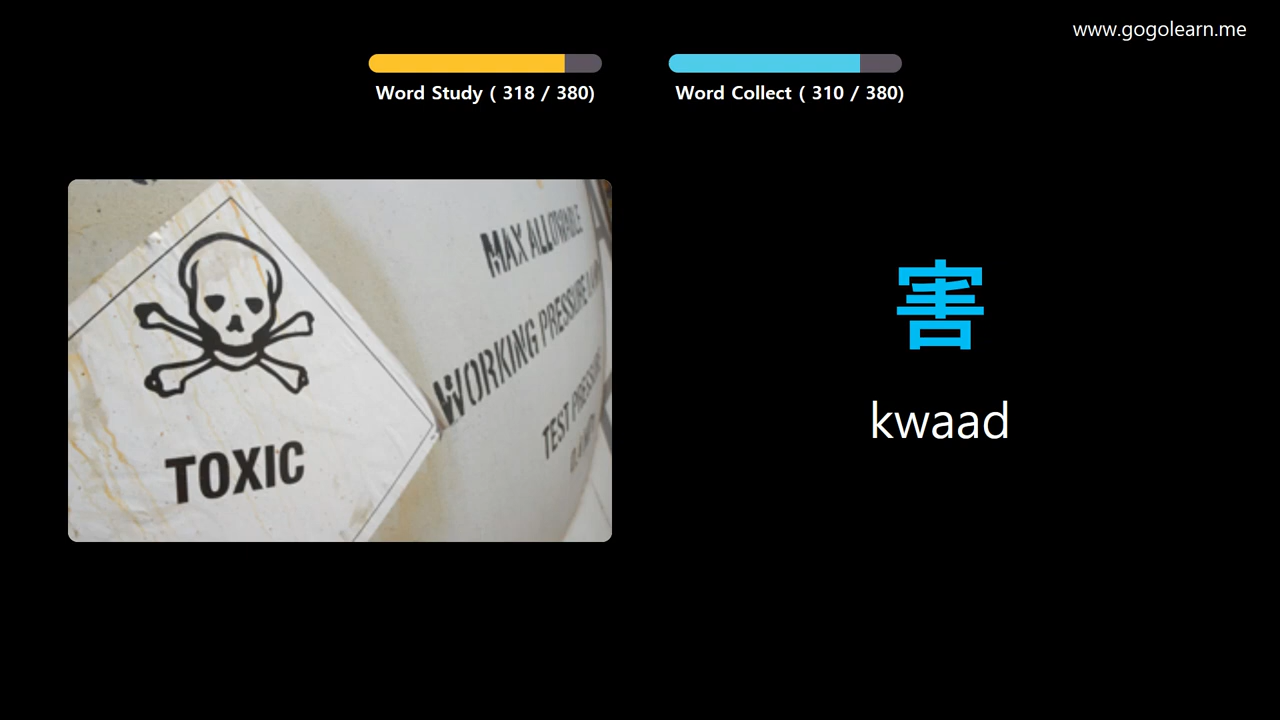 www.gogolearn.me
Word Study ( 318 / 380)
Word Collect ( 310 / 380)
TOXIC
MAX ALLOWABLE
WORKING PRESSURE
TEST PRESSURE
害
kwaad